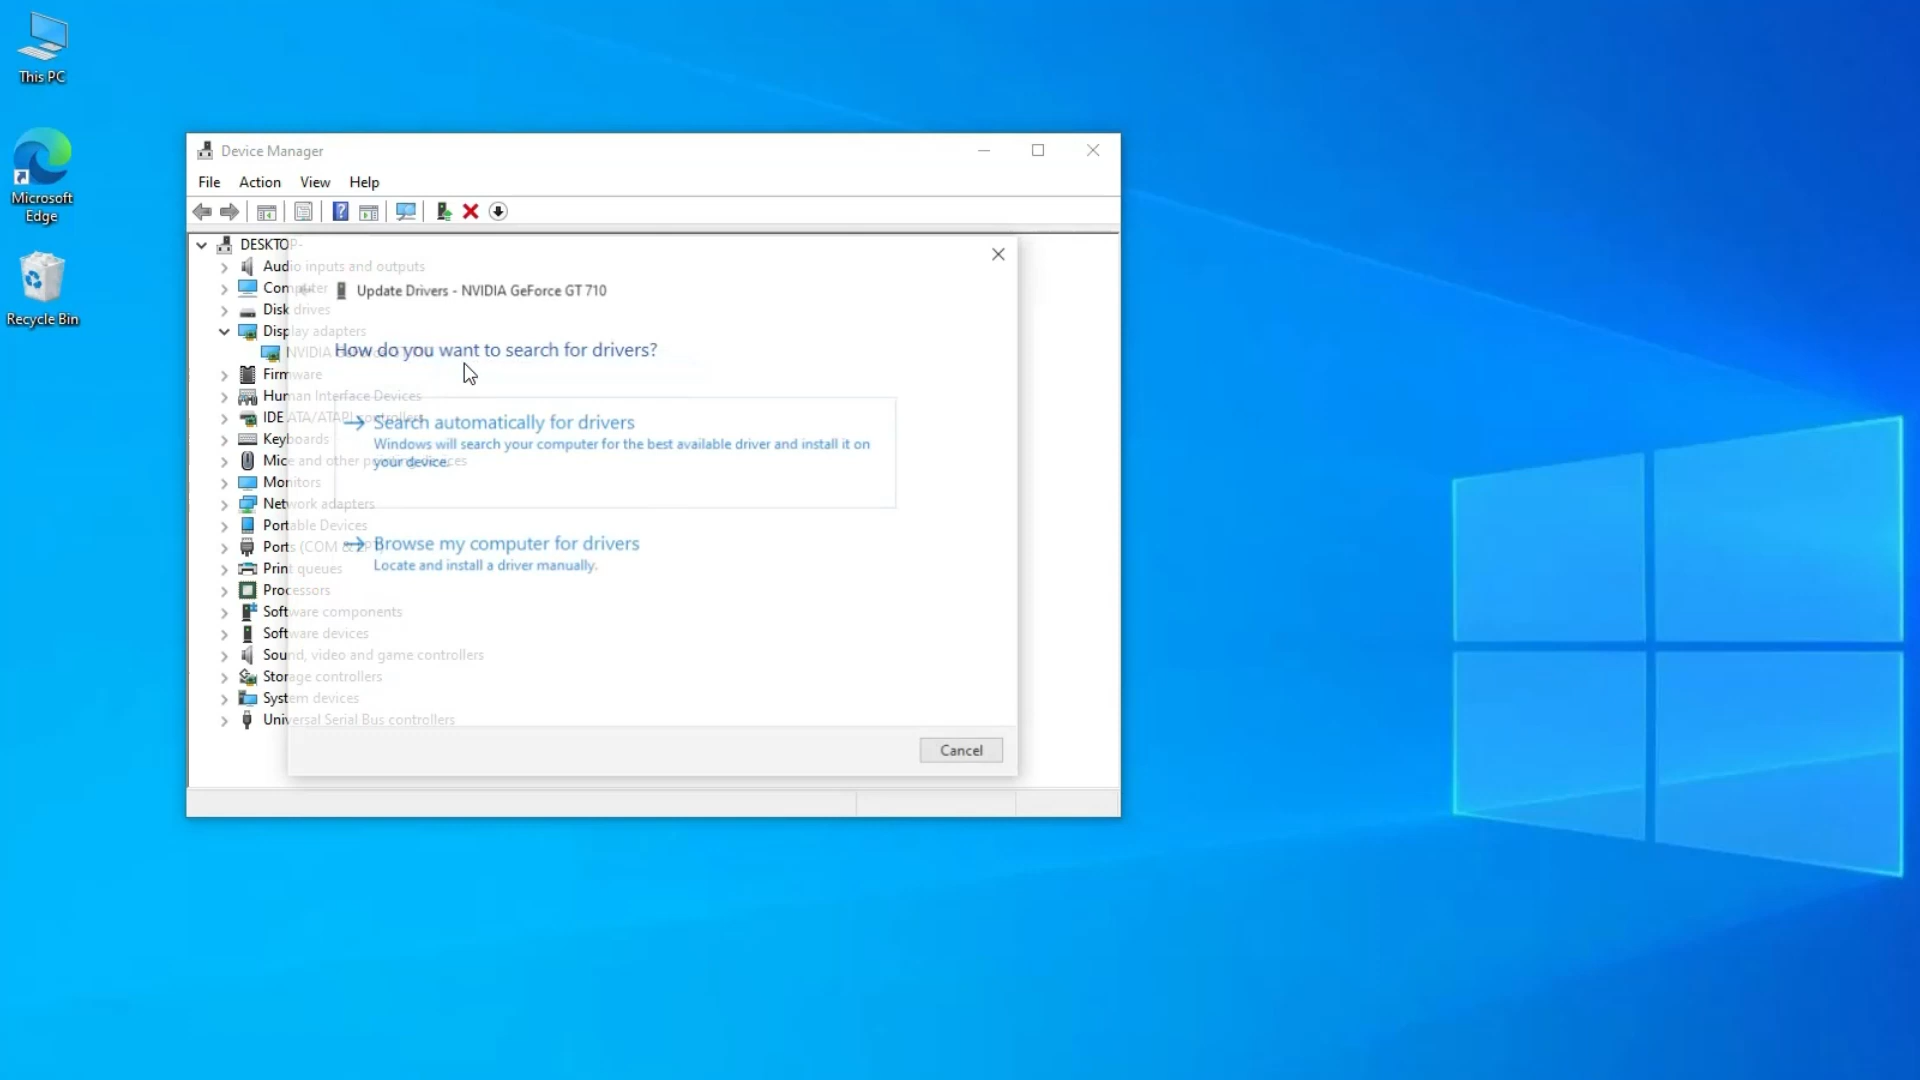 This PC
Microsoft
Edge
Recycle Bin
Device Manager
File Action View Help
DESKTOP-
Audio inputs and outputs
Computer
Disk drives
Display adapters
NVIDIA
Firmware
Human Interface Devices
IDE ATA/ATAPI controllers
Keyboards
Mice and other pointing devices
Monitors
Network adapters
Portable Devices
Ports (COM & LPT)
Print queues
Processors
Software components
Software devices
Sound, video and game controllers
Storage controllers
System devices
Universal Serial Bus controllers
Update Drivers - NVIDIA GeForce GT 710
How do you want to search for drivers?
Search automatically for drivers
Windows will search your computer for the best available driver and install it on
your device.
Browse my computer for drivers
Locate and install a driver manually.
Cancel